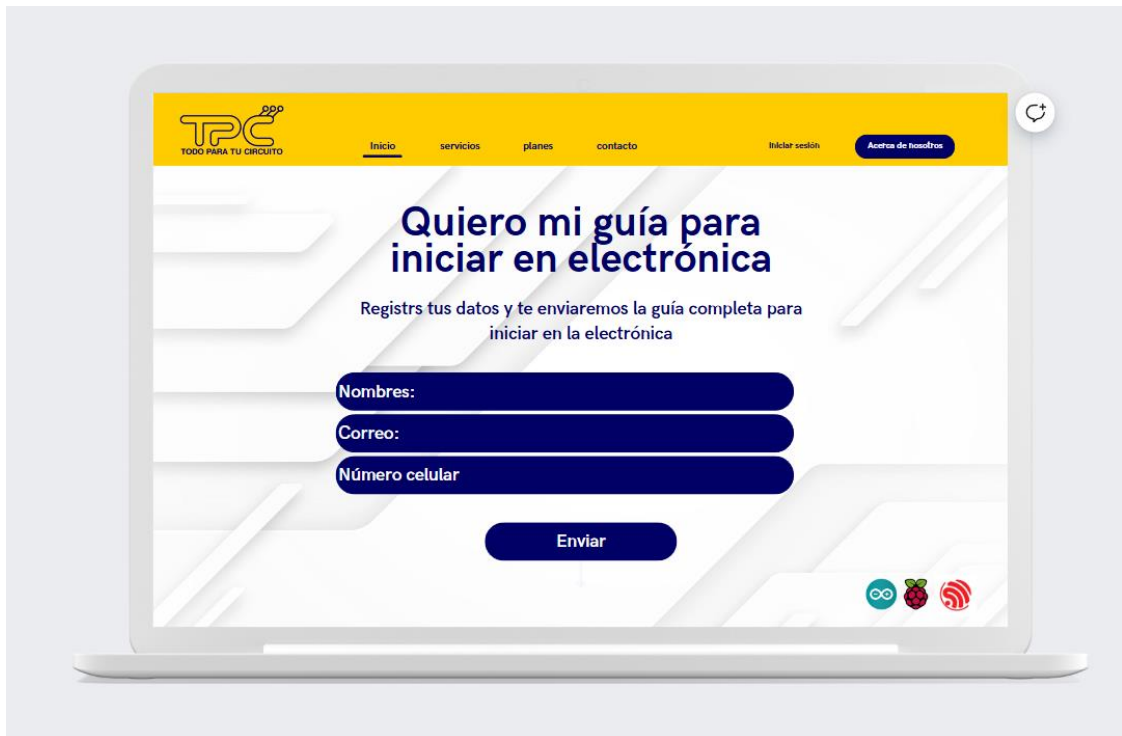 TPC
TODO PARA TU CIRCUITO
Inicio servicios planes contacto Iniciar sesión Acerca de nosotros
Quiero mi guía para
iniciar en electrónica
Registrs tus datos y te enviaremos la guía completa para
iniciar en la electrónica
Nombres:
Correo:
Número celular
Enviar